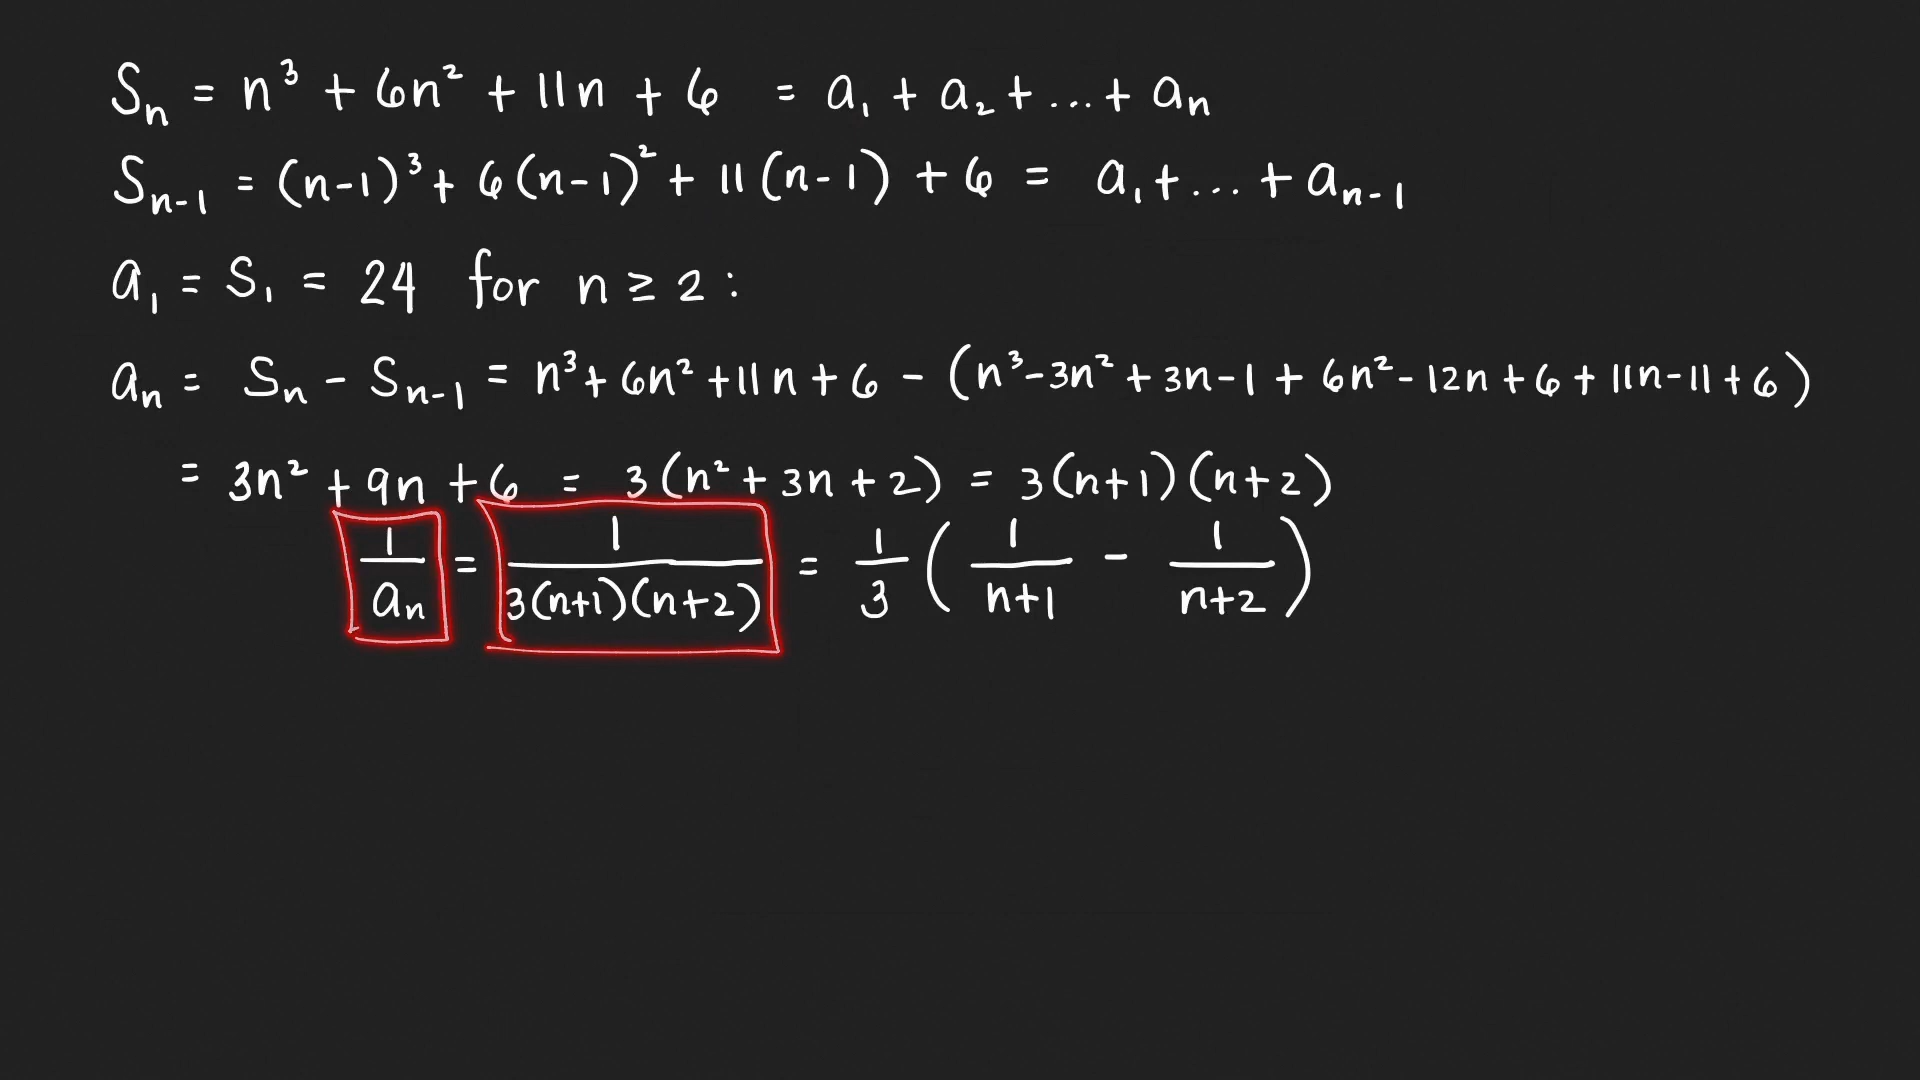 Sₙ = n³ + 6n² + 11n + 6 = a₁ + a₂ + ... + aₙ
Sₙ₋₁ = (n-1)³ + 6(n-1)² + 11(n-1) + 6 = a₁ + ... + aₙ₋₁
a₁ = S₁ = 24 for n ≥ 2 :
aₙ = Sₙ - Sₙ₋₁ = n³ + 6n² + 11n + 6 - (n³ - 3n² + 3n - 1 + 6n² - 12n + 6 + 11n - 11 + 6)
= 3n² + 9n + 6 = 3(n² + 3n + 2) = 3(n+1)(n+2)
1/aₙ = 1/(3(n+1)(n+2)) = 1/3 (1/(n+1) - 1/(n+2))